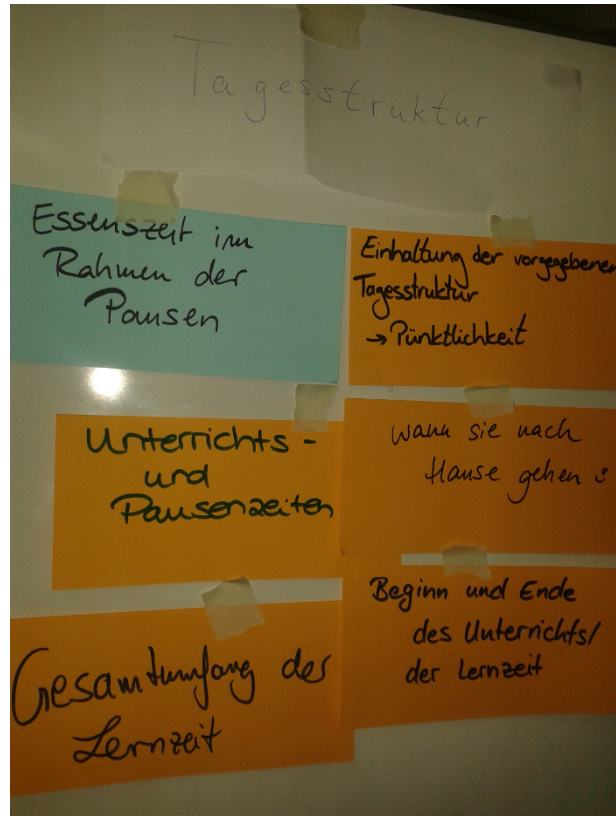 Tagesstruktur
Essenszeit im
Rahmen der
Pausen
Einhaltung der vorgegebenen
Tagesstruktur
→ Pünktlichkeit
Unterrichts-
und
Pausenzeiten
wann sie nach
Hause gehen :)
Gesamtumfang der
Lernzeit
Beginn und Ende
des Unterrichts/
der Lernzeit